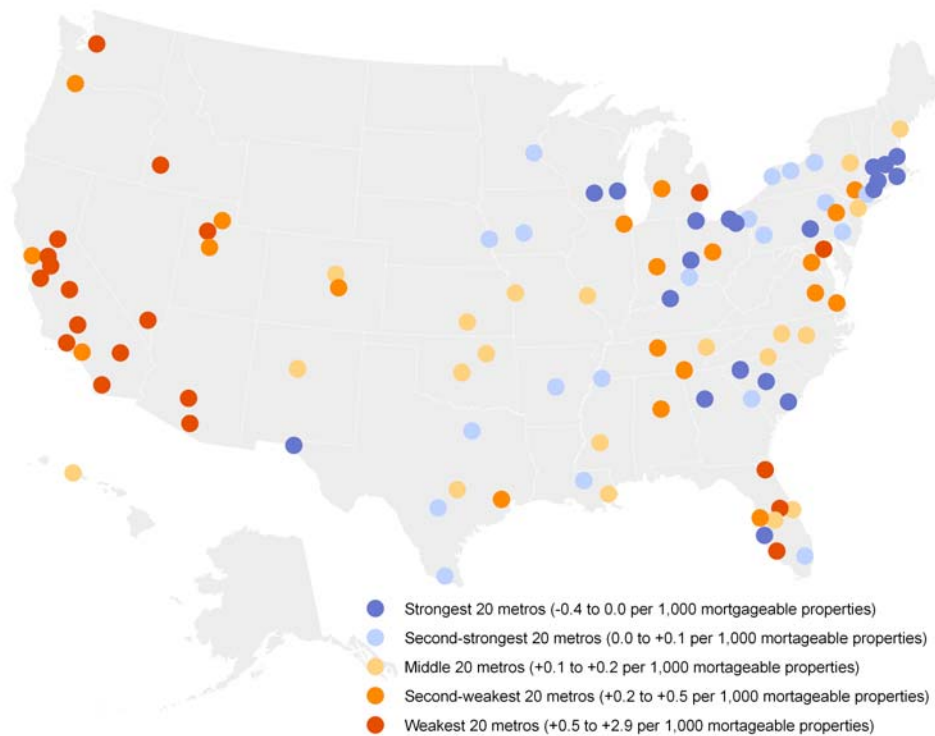 Strongest 20 metros (-0.4 to 0.0 per 1,000 mortgageable properties)
Second-strongest 20 metros (0.0 to +0.1 per 1,000 mortageable properties)
Middle 20 metros (+0.1 to +0.2 per 1,000 mortageable properties)
Second-weakest 20 metros (+0.2 to +0.5 per 1,000 mortageable properties)
Weakest 20 metros (+0.5 to +2.9 per 1,000 mortageable properties)